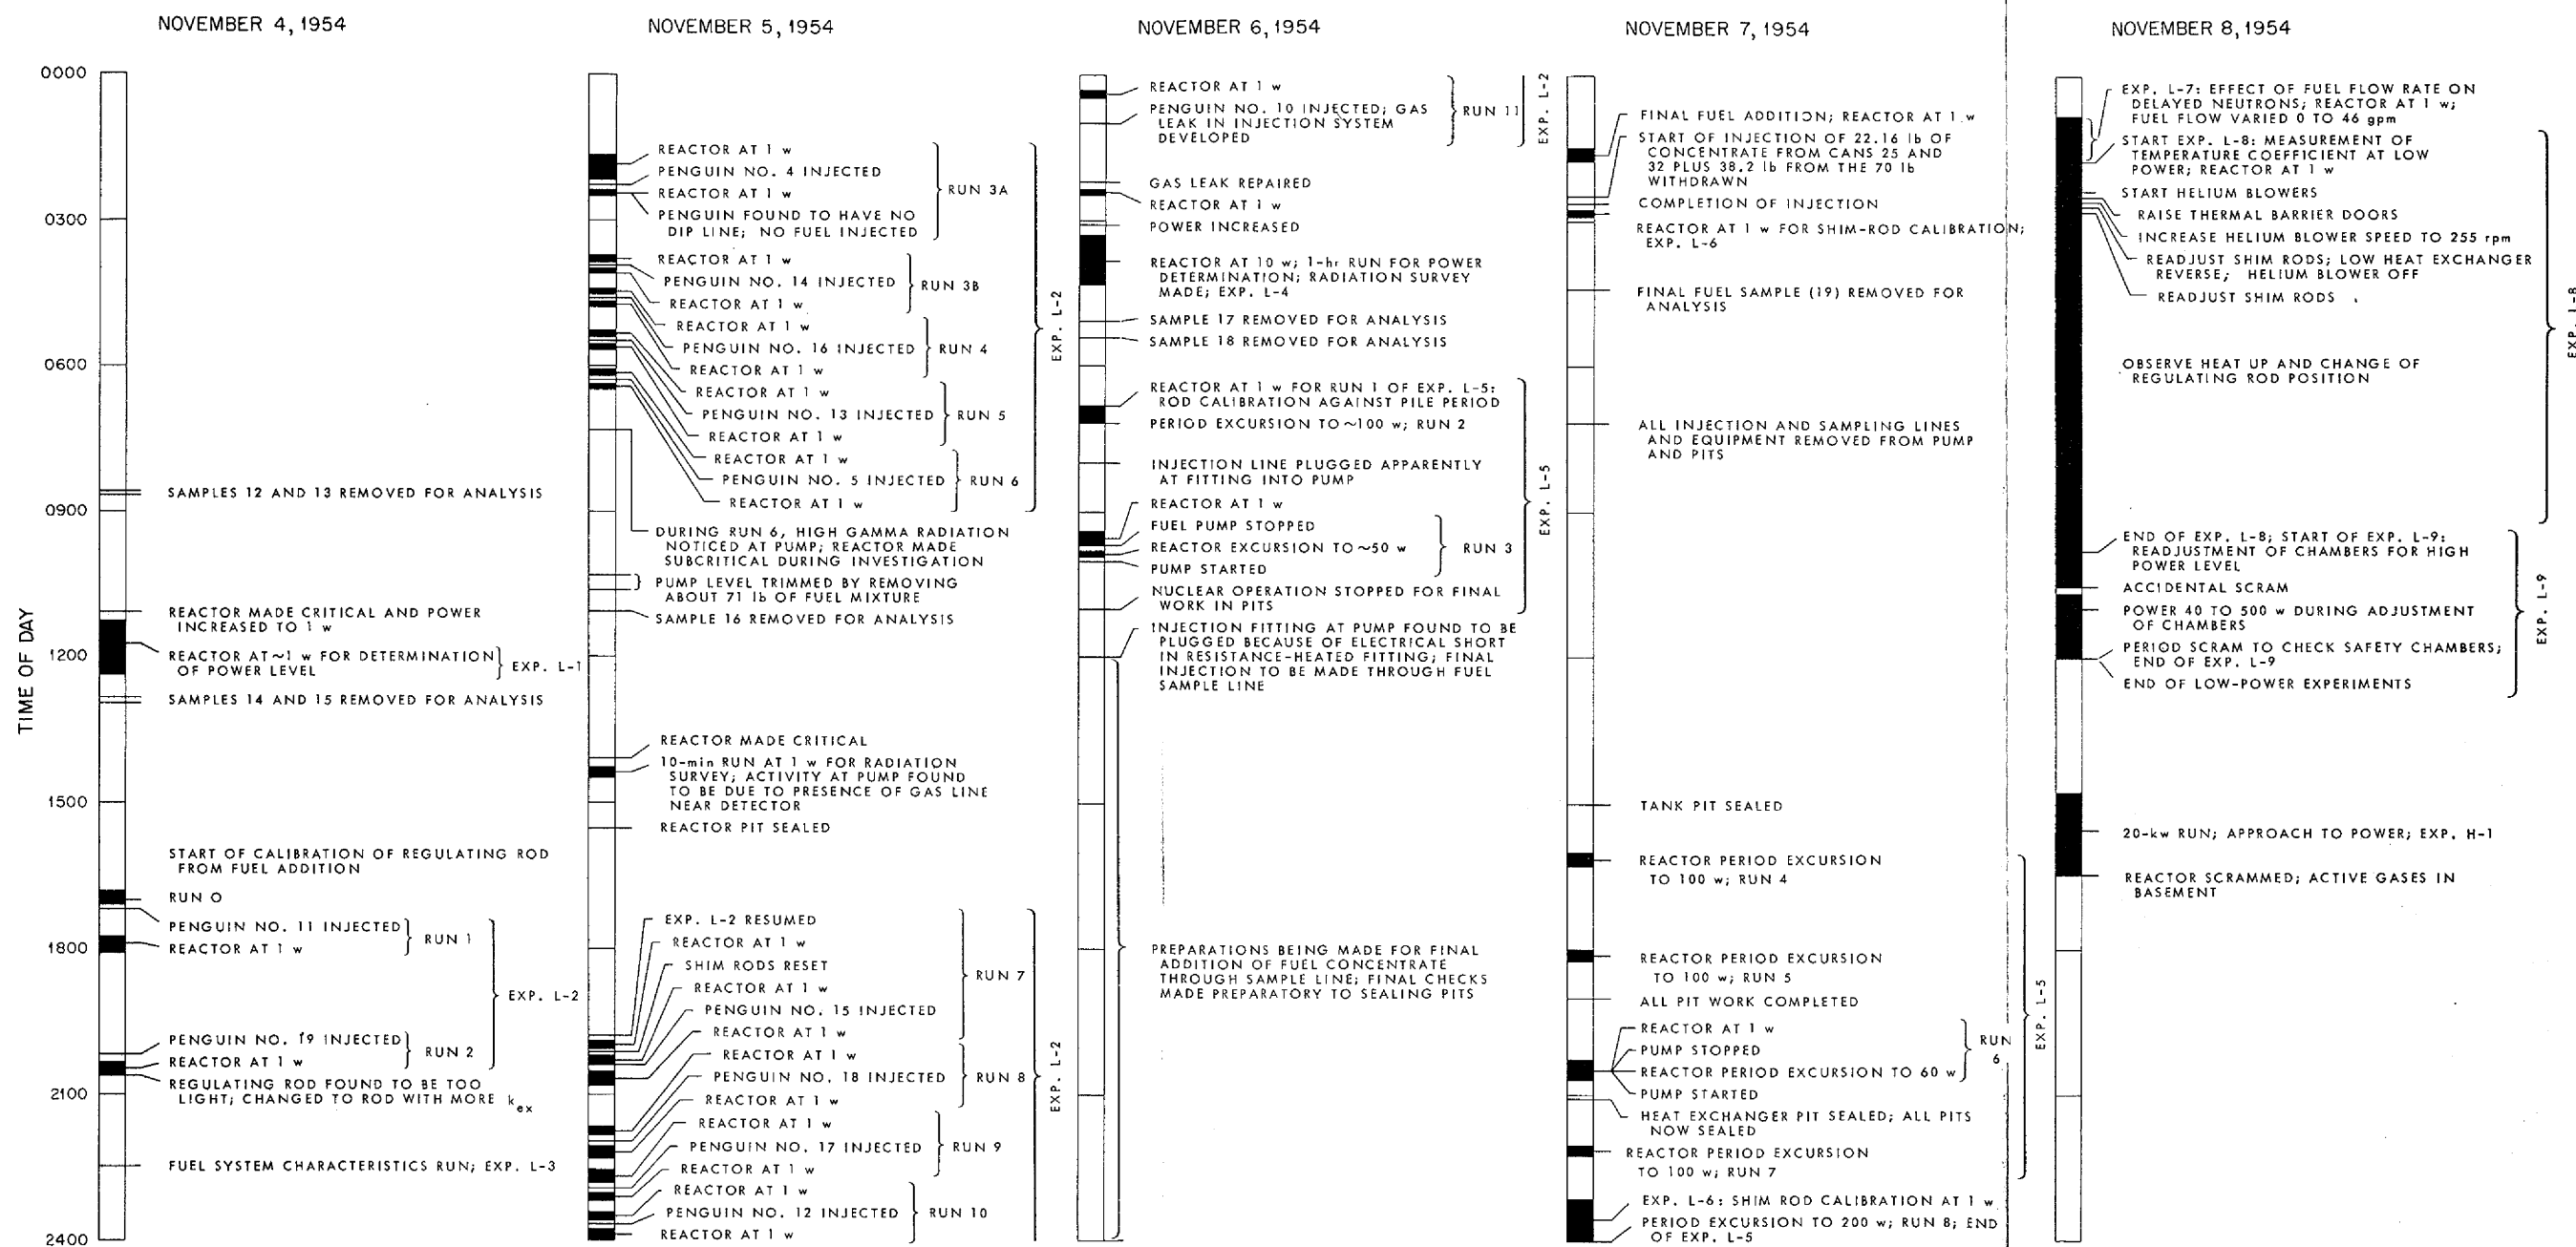 NOVEMBER 4, 1954
NOVEMBER 5, 1954
NOVEMBER 6, 1954
NOVEMBER 7, 1954
NOVEMBER 8, 1954
TIME OF DAY
0000
0300
0600
0900
1200
1500
1800
2100
2400
SAMPLES 12 AND 13 REMOVED FOR ANALYSIS
REACTOR MADE CRITICAL AND POWER
INCREASED TO 1 w
REACTOR AT ~1 w FOR DETERMINATION
OF POWER LEVEL
EXP. L-1
SAMPLES 14 AND 15 REMOVED FOR ANALYSIS
START OF CALIBRATION OF REGULATING ROD
FROM FUEL ADDITION
RUN O
PENGUIN NO. 11 INJECTED
REACTOR AT 1 w
RUN 1
EXP. L-2
PENGUIN NO. 19 INJECTED
REACTOR AT 1 w
RUN 2
REGULATING ROD FOUND TO BE TOO
LIGHT; CHANGED TO ROD WITH MORE kex
FUEL SYSTEM CHARACTERISTICS RUN; EXP. L-3
REACTOR AT 1 w
PENGUIN NO. 4 INJECTED
REACTOR AT 1 w
RUN 3A
PENGUIN FOUND TO HAVE NO
DIP LINE; NO FUEL INJECTED
REACTOR AT 1 w
PENGUIN NO. 14 INJECTED
RUN 3B
REACTOR AT 1 w
REACTOR AT 1 w
PENGUIN NO. 16 INJECTED
RUN 4
REACTOR AT 1 w
REACTOR AT 1 w
PENGUIN NO. 13 INJECTED
RUN 5
REACTOR AT 1 w
REACTOR AT 1 w
PENGUIN NO. 5 INJECTED
RUN 6
REACTOR AT 1 w
EXP. L-2
DURING RUN 6, HIGH GAMMA RADIATION
NOTICED AT PUMP; REACTOR MADE
SUBCRITICAL DURING INVESTIGATION
PUMP LEVEL TRIMMED BY REMOVING
ABOUT 71 lb OF FUEL MIXTURE
SAMPLE 16 REMOVED FOR ANALYSIS
REACTOR MADE CRITICAL
10-min RUN AT 1 w FOR RADIATION
SURVEY; ACTIVITY AT PUMP FOUND
TO BE DUE TO PRESENCE OF GAS LINE
NEAR DETECTOR
REACTOR PIT SEALED
EXP. L-2 RESUMED
REACTOR AT 1 w
SHIM RODS RESET
RUN 7
REACTOR AT 1 w
PENGUIN NO. 15 INJECTED
REACTOR AT 1 w
REACTOR AT 1 w
PENGUIN NO. 18 INJECTED
RUN 8
REACTOR AT 1 w
REACTOR AT 1 w
PENGUIN NO. 17 INJECTED
RUN 9
REACTOR AT 1 w
REACTOR AT 1 w
PENGUIN NO. 12 INJECTED
RUN 10
REACTOR AT 1 w
EXP. L-2
REACTOR AT 1 w
PENGUIN NO. 10 INJECTED; GAS
LEAK IN INJECTION SYSTEM
DEVELOPED
RUN 11
EXP. L-2
GAS LEAK REPAIRED
REACTOR AT 1 w
POWER INCREASED
REACTOR AT 10 w; 1-hr RUN FOR POWER
DETERMINATION; RADIATION SURVEY
MADE; EXP. L-4
SAMPLE 17 REMOVED FOR ANALYSIS
SAMPLE 18 REMOVED FOR ANALYSIS
REACTOR AT 1 w FOR RUN 1 OF EXP. L-5:
ROD CALIBRATION AGAINST PILE PERIOD
PERIOD EXCURSION TO ~100 w; RUN 2
INJECTION LINE PLUGGED APPARENTLY
AT FITTING INTO PUMP
REACTOR AT 1 w
FUEL PUMP STOPPED
REACTOR EXCURSION TO ~50 w
RUN 3
PUMP STARTED
EXP. L-5
NUCLEAR OPERATION STOPPED FOR FINAL
WORK IN PITS
INJECTION FITTING AT PUMP FOUND TO BE
PLUGGED BECAUSE OF ELECTRICAL SHORT
IN RESISTANCE-HEATED FITTING; FINAL
INJECTION TO BE MADE THROUGH FUEL
SAMPLE LINE
PREPARATIONS BEING MADE FOR FINAL
ADDITION OF FUEL CONCENTRATE
THROUGH SAMPLE LINE; FINAL CHECKS
MADE PREPARATORY TO SEALING PITS
FINAL FUEL ADDITION; REACTOR AT 1 w
START OF INJECTION OF 22.16 lb OF
CONCENTRATE FROM CANS 25 AND
32 PLUS 38.2 lb FROM THE 70 lb
WITHDRAWN
COMPLETION OF INJECTION
REACTOR AT 1 w FOR SHIM-ROD CALIBRATION;
EXP. L-6
FINAL FUEL SAMPLE (19) REMOVED FOR
ANALYSIS
ALL INJECTION AND SAMPLING LINES
AND EQUIPMENT REMOVED FROM PUMP
AND PITS
TANK PIT SEALED
REACTOR PERIOD EXCURSION
TO 100 w; RUN 4
REACTOR PERIOD EXCURSION
TO 100 w; RUN 5
ALL PIT WORK COMPLETED
REACTOR AT 1 w
PUMP STOPPED
REACTOR PERIOD EXCURSION TO 60 w
RUN
6
PUMP STARTED
HEAT EXCHANGER PIT SEALED; ALL PITS
NOW SEALED
REACTOR PERIOD EXCURSION
TO 100 w; RUN 7
EXP. L-5
EXP. L-6: SHIM ROD CALIBRATION AT 1 w
PERIOD EXCURSION TO 200 w; RUN 8; END
OF EXP. L-5
EXP. L-7: EFFECT OF FUEL FLOW RATE ON
DELAYED NEUTRONS; REACTOR AT 1 w;
FUEL FLOW VARIED 0 TO 46 gpm
START EXP. L-8: MEASUREMENT OF
TEMPERATURE COEFFICIENT AT LOW
POWER; REACTOR AT 1 w
START HELIUM BLOWERS
RAISE THERMAL BARRIER DOORS
INCREASE HELIUM BLOWER SPEED TO 255 rpm
READJUST SHIM RODS; LOW HEAT EXCHANGER
REVERSE; HELIUM BLOWER OFF
READJUST SHIM RODS
OBSERVE HEAT UP AND CHANGE OF
REGULATING ROD POSITION
EXP. L-8
END OF EXP. L-8; START OF EXP. L-9:
READJUSTMENT OF CHAMBERS FOR HIGH
POWER LEVEL
ACCIDENTAL SCRAM
POWER 40 TO 500 w DURING ADJUSTMENT
OF CHAMBERS
PERIOD SCRAM TO CHECK SAFETY CHAMBERS;
END OF EXP. L-9
END OF LOW-POWER EXPERIMENTS
EXP. L-9
20-kw RUN; APPROACH TO POWER; EXP. H-1
REACTOR SCRAMMED; ACTIVE GASES IN
BASEMENT